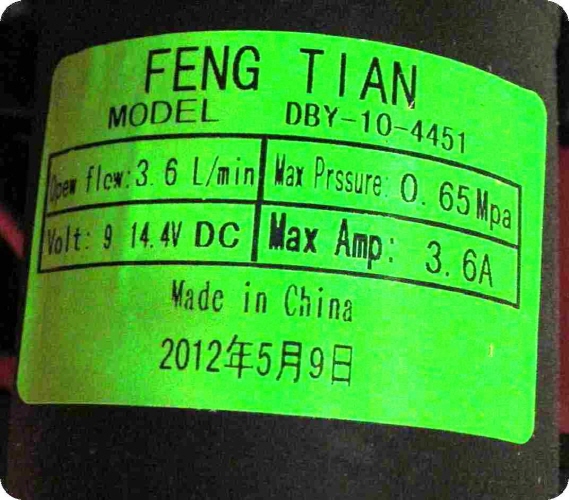 FENG TIAN
MODEL DBY-10-4451
Open flow: 3.6 L/min Max Prssure: 0.65Mpa
Volt: 9 14.4V DC Max Amp: 3.6A
Made in China
2012年5月9日